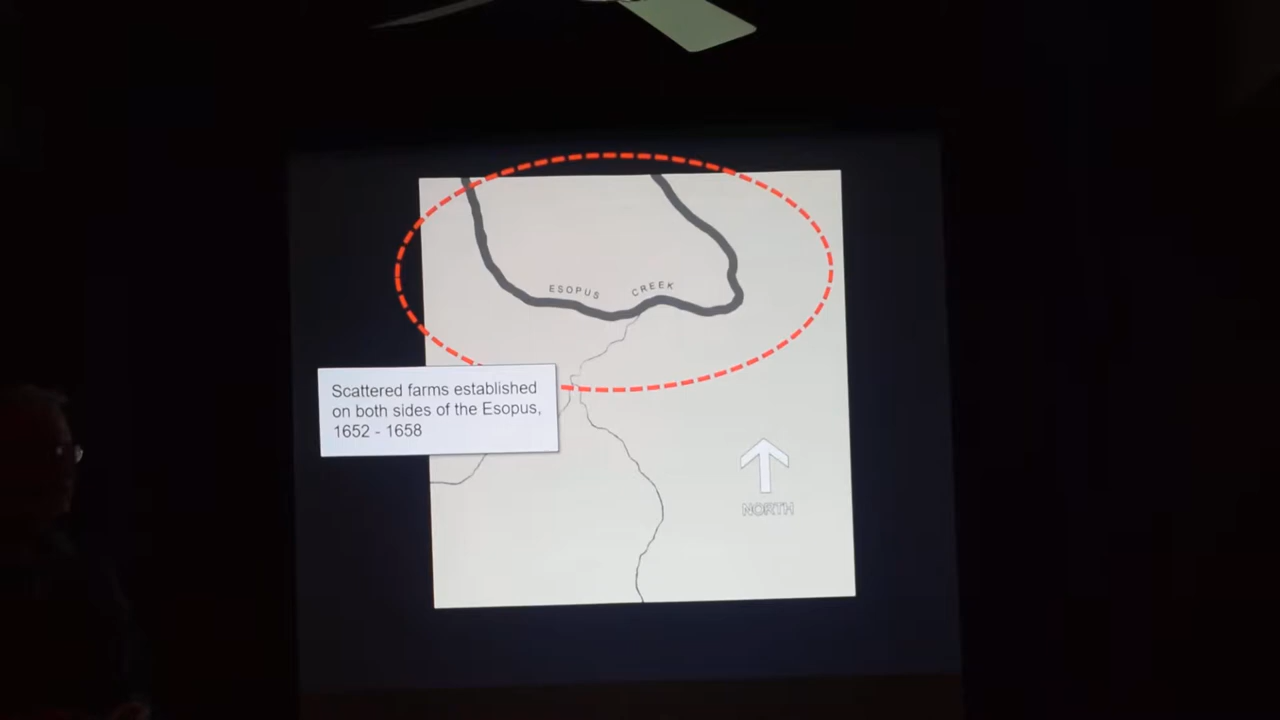 ESOPUS CREEK
Scattered farms established
on both sides of the Esopus,
1652 - 1658
NORTH